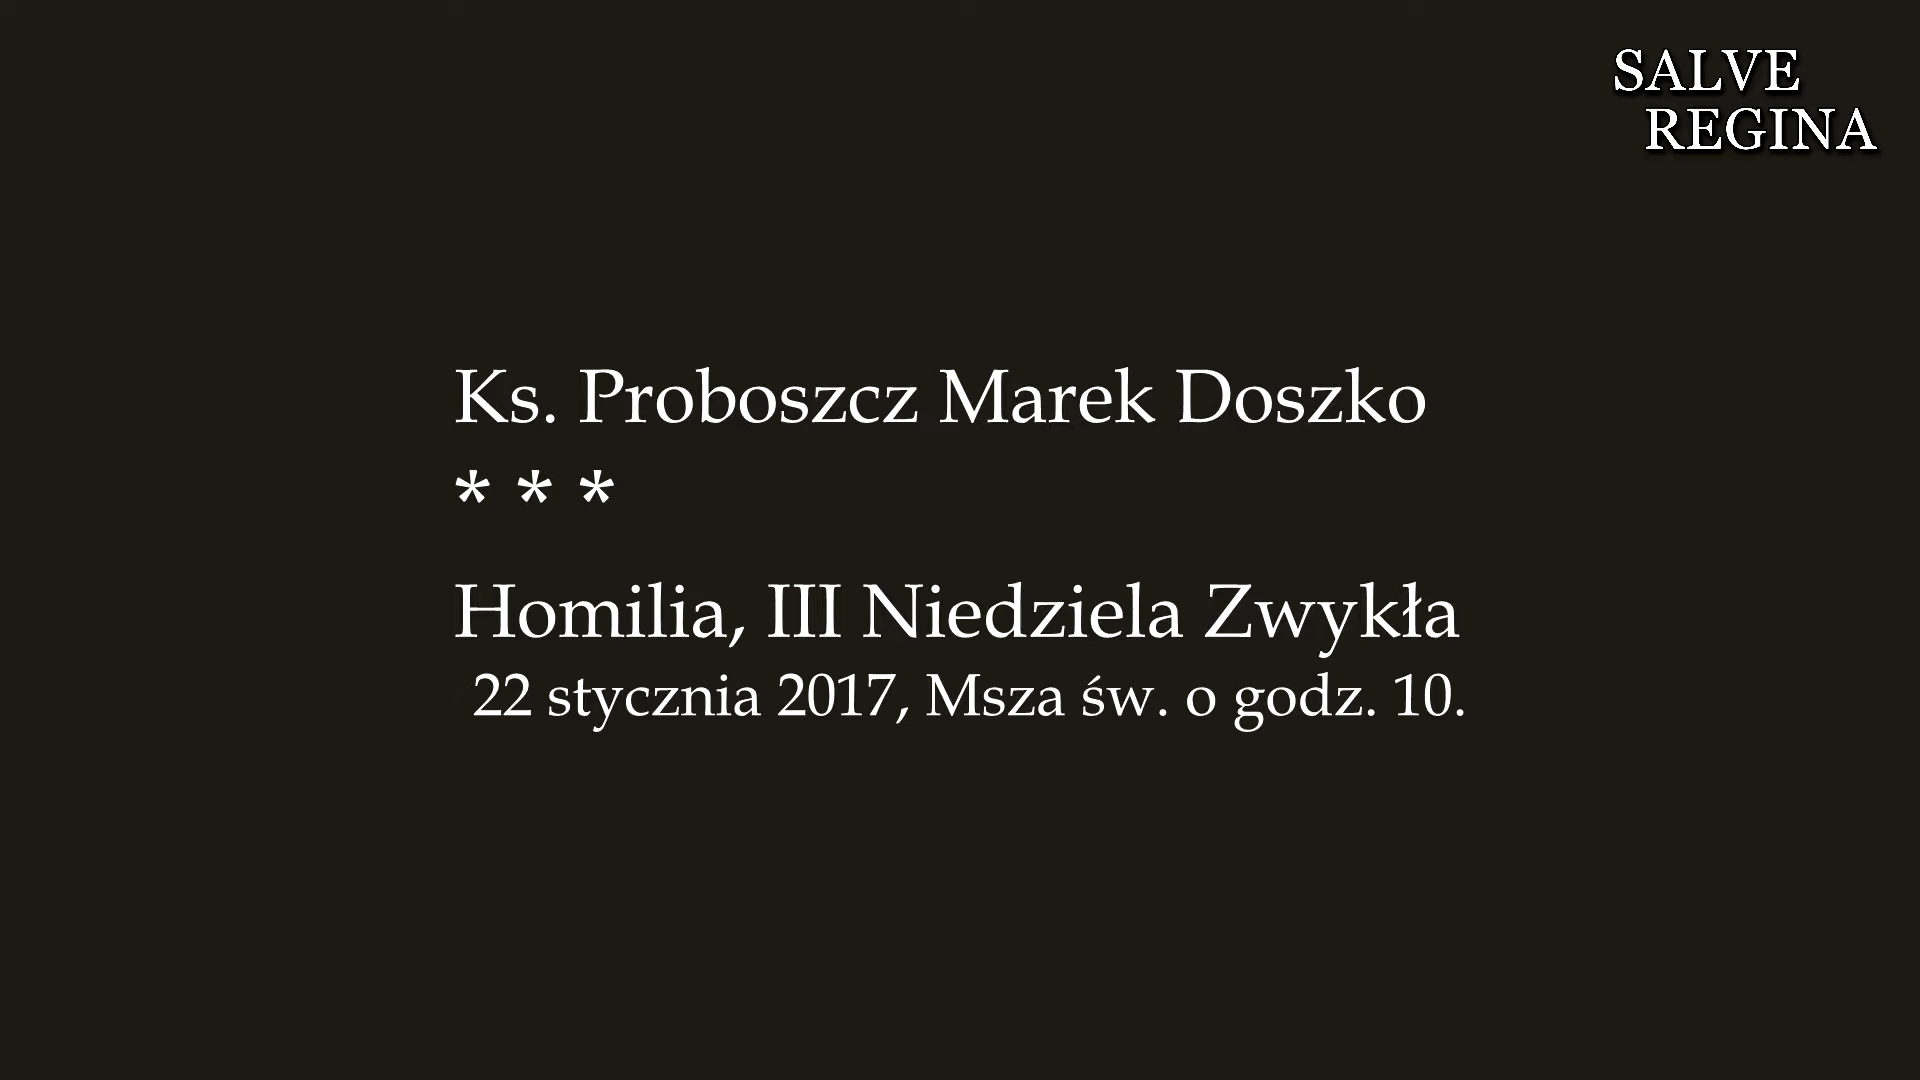 SALVE
REGINA
Ks. Proboszcz Marek Doszko
* * *
Homilia, III Niedziela Zwykła
22 stycznia 2017, Msza św. o godz. 10.